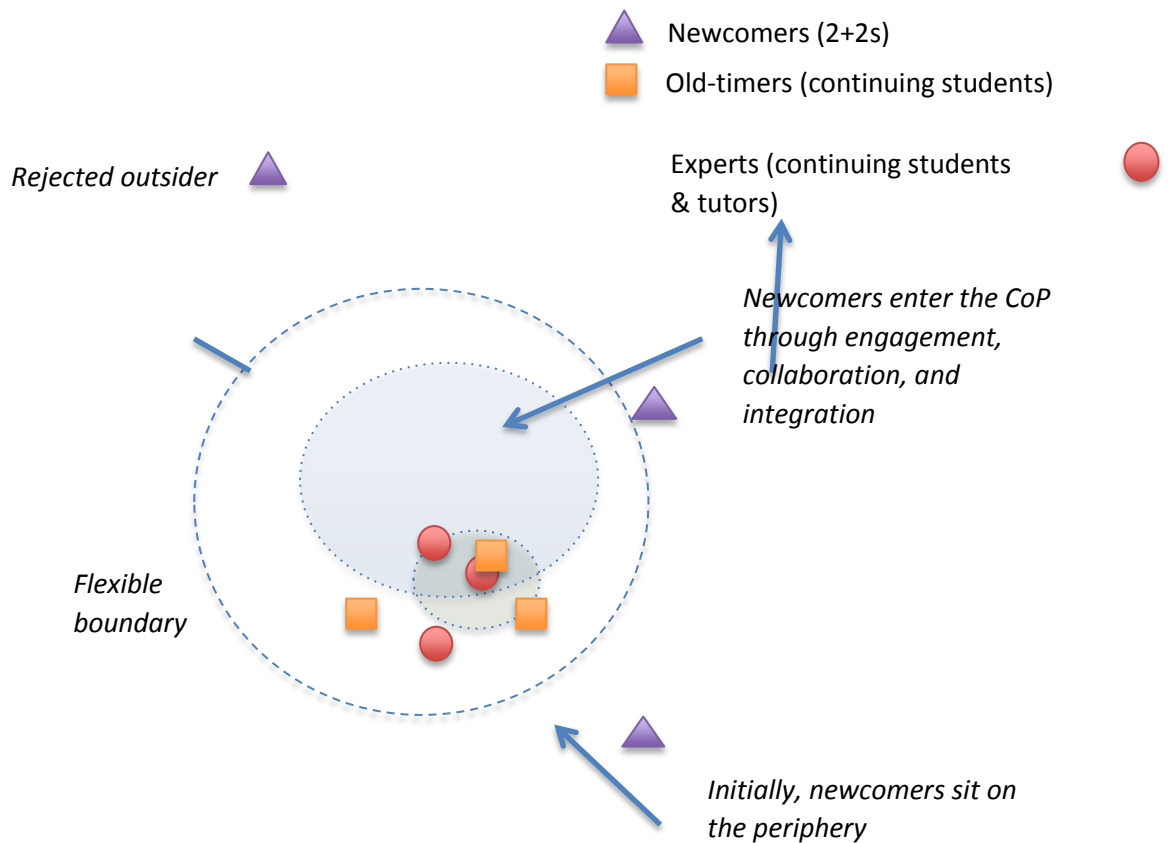 Newcomers (2+2s)
Old-timers (continuing students)
Rejected outsider
Experts (continuing students
& tutors)
Newcomers enter the CoP
through engagement,
collaboration, and
integration
Flexible
boundary
Initially, newcomers sit on
the periphery